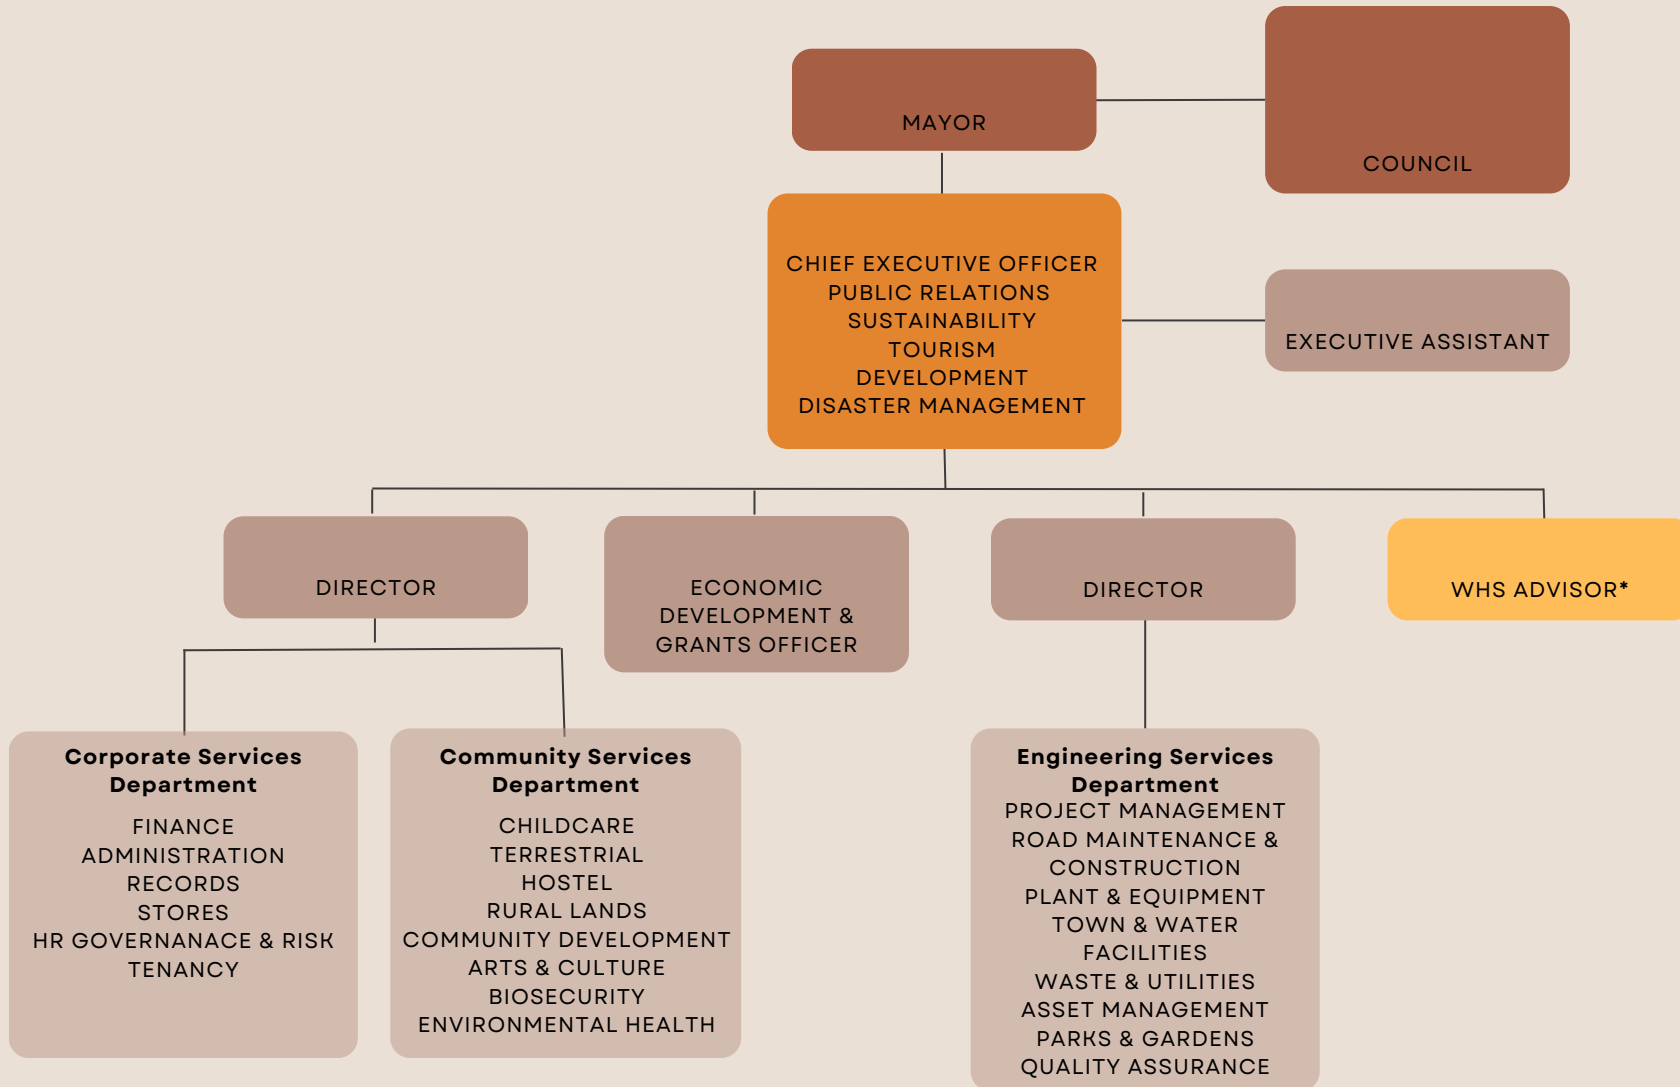 MAYOR
COUNCIL
CHIEF EXECUTIVE OFFICER
PUBLIC RELATIONS
SUSTAINABILITY
TOURISM
DEVELOPMENT
DISASTER MANAGEMENT
EXECUTIVE ASSISTANT
DIRECTOR
ECONOMIC
DEVELOPMENT &
GRANTS OFFICER
DIRECTOR
WHS ADVISOR*
Corporate Services
Department
FINANCE
ADMINISTRATION
RECORDS
STORES
HR GOVERNANACE & RISK
TENANCY
Community Services
Department
CHILDCARE
TERRESTRIAL
HOSTEL
RURAL LANDS
COMMUNITY DEVELOPMENT
ARTS & CULTURE
BIOSECURITY
ENVIRONMENTAL HEALTH
Engineering Services
Department
PROJECT MANAGEMENT
ROAD MAINTENANCE &
CONSTRUCTION
PLANT & EQUIPMENT
TOWN & WATER
FACILITIES
WASTE & UTILITIES
ASSET MANAGEMENT
PARKS & GARDENS
QUALITY ASSURANCE